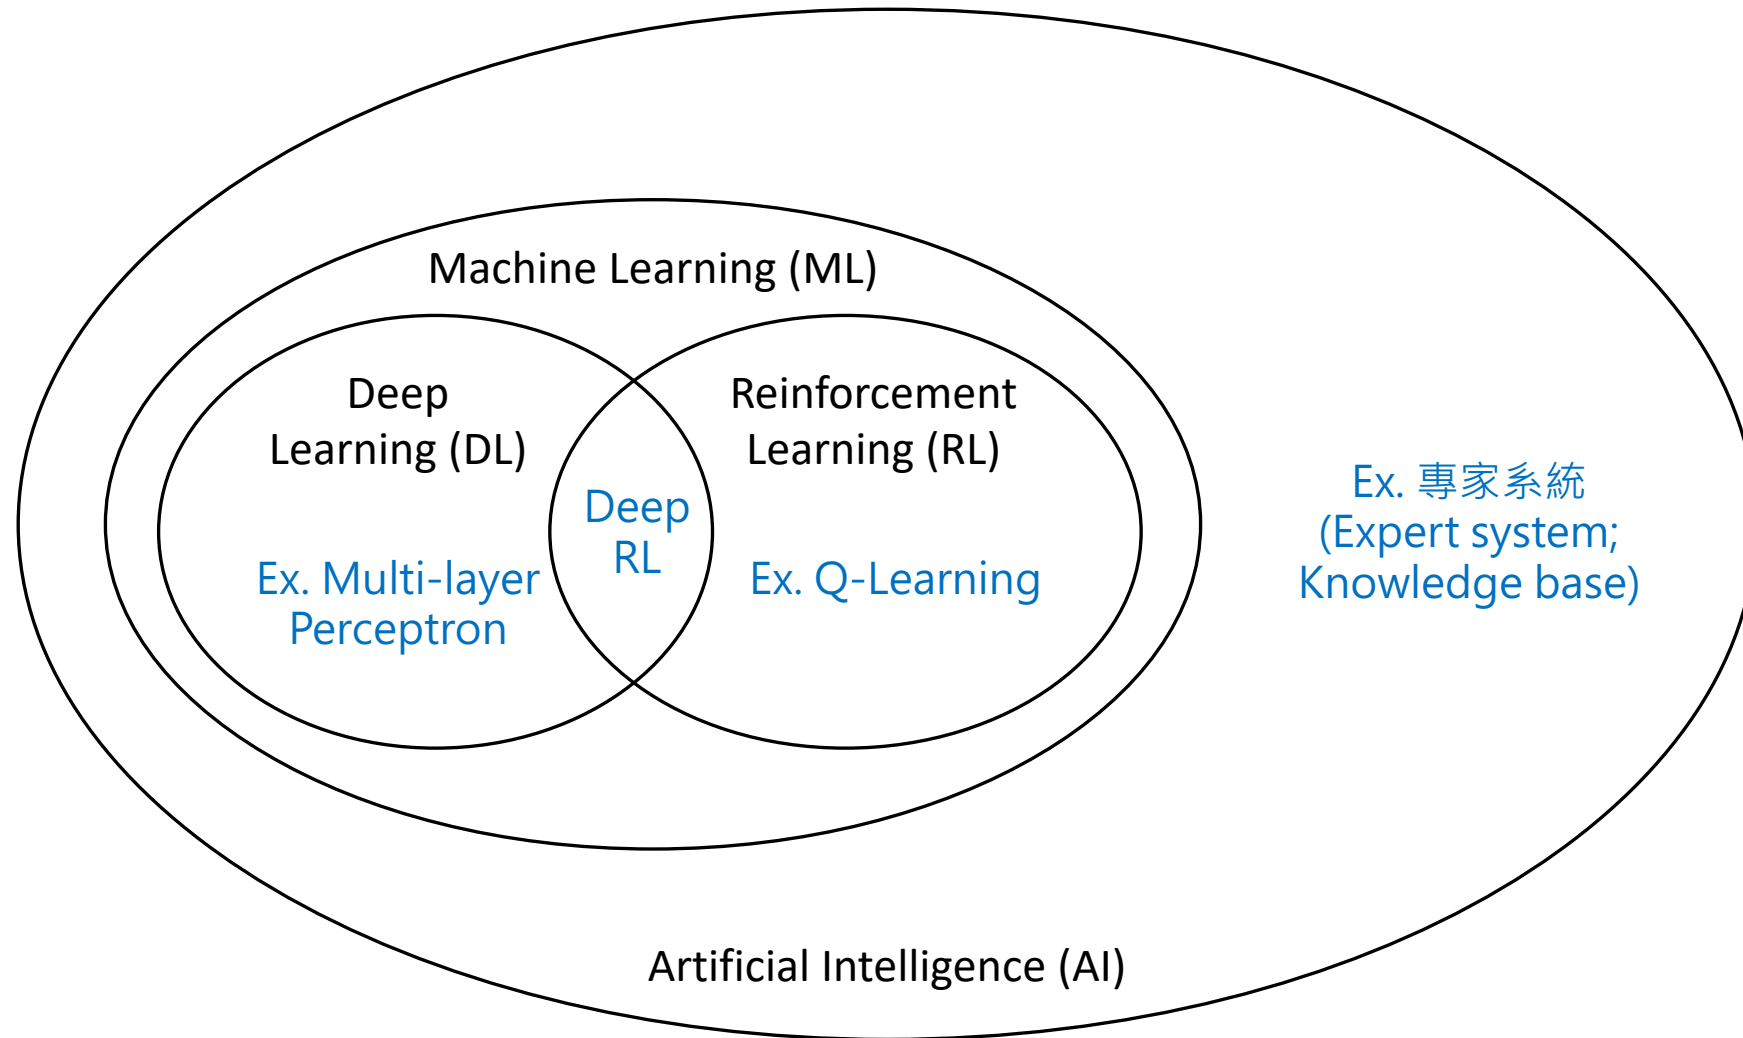 Machine Learning (ML)
Deep
Learning (DL)
Reinforcement
Learning (RL)
Deep
RL
Ex. Multi-layer
Perceptron
Ex. Q-Learning
Ex. 專家系統
(Expert system;
Knowledge base)
Artificial Intelligence (AI)